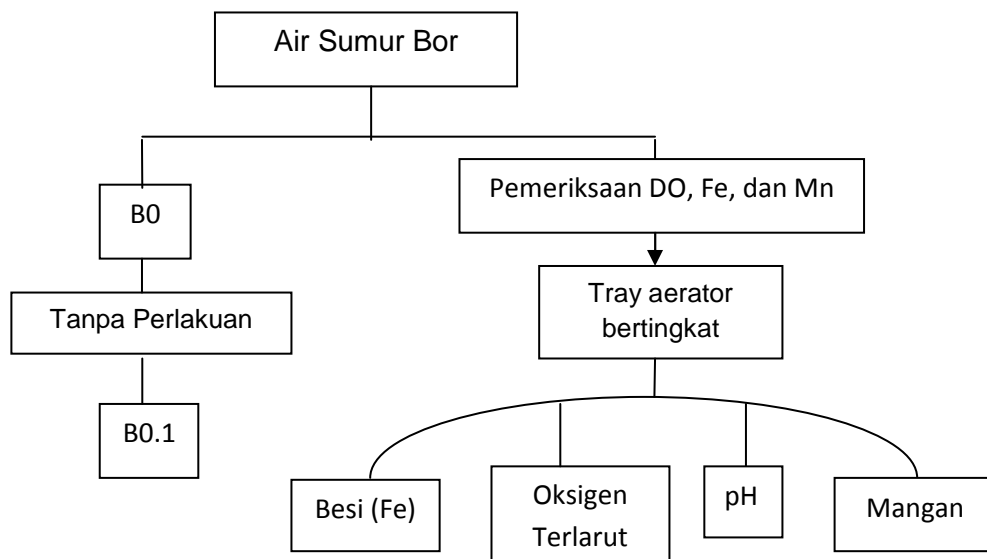 Air Sumur Bor
B0
Pemeriksaan DO, Fe, dan Mn
Tanpa Perlakuan
Tray aerator
bertingkat
B0.1
Besi (Fe)
Oksigen
Terlarut
pH
Mangan